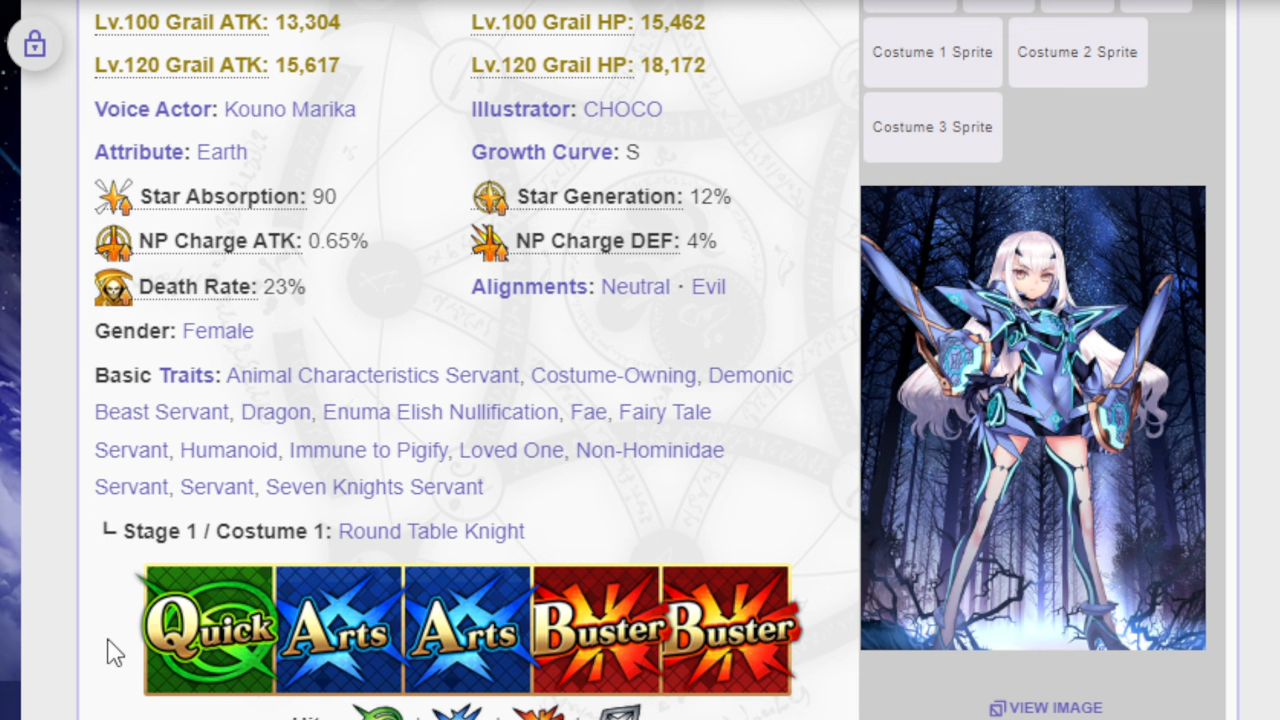 Lv.100 Grail ATK: 13,304 Lv.100 Grail HP: 15,462
Costume 1 Sprite Costume 2 Sprite
Lv.120 Grail ATK: 15,617 Lv.120 Grail HP: 18,172
Voice Actor: Kouno Marika Illustrator: CHOCO
Costume 3 Sprite
Attribute: Earth Growth Curve: S
Star Absorption: 90 Star Generation: 12%
NP Charge ATK: 0.65% NP Charge DEF: 4%
Death Rate: 23% Alignments: Neutral · Evil
Gender: Female
Basic Traits: Animal Characteristics Servant, Costume-Owning, Demonic
Beast Servant, Dragon, Enuma Elish Nullification, Fae, Fairy Tale
Servant, Humanoid, Immune to Pigify, Loved One, Non-Hominidae
Servant, Servant, Seven Knights Servant
┗ Stage 1 / Costume 1: Round Table Knight
Quick Arts Arts Buster Buster
VIEW IMAGE